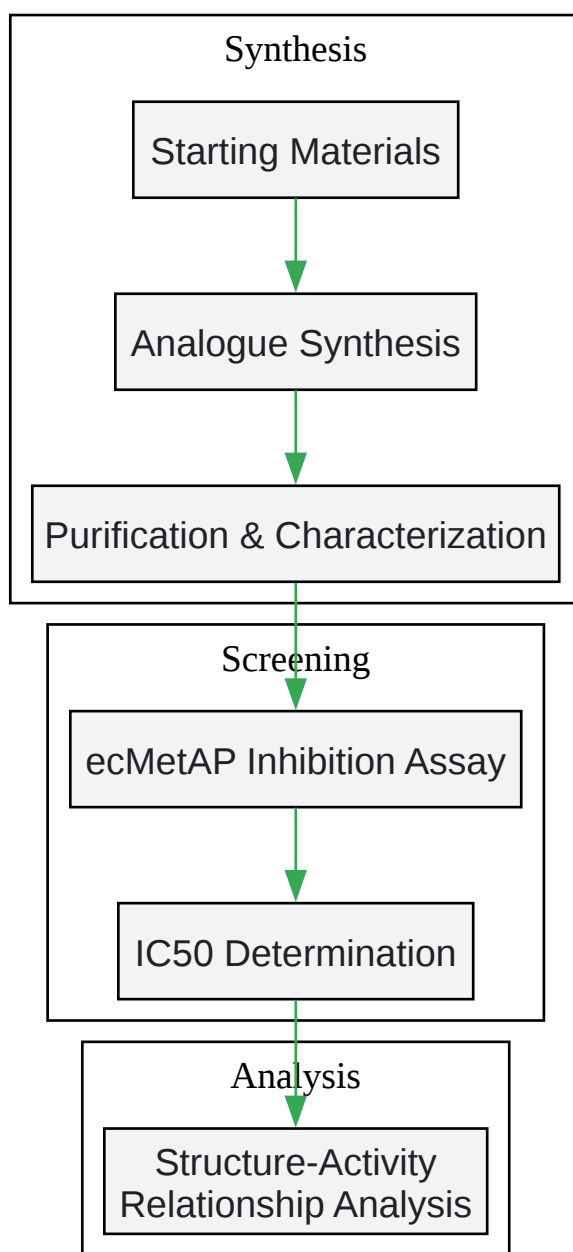 Synthesis
Starting Materials
Analogue Synthesis
Purification & Characterization
Screening
ecMetAP Inhibition Assay
IC50 Determination
Analysis
Structure-Activity
Relationship Analysis